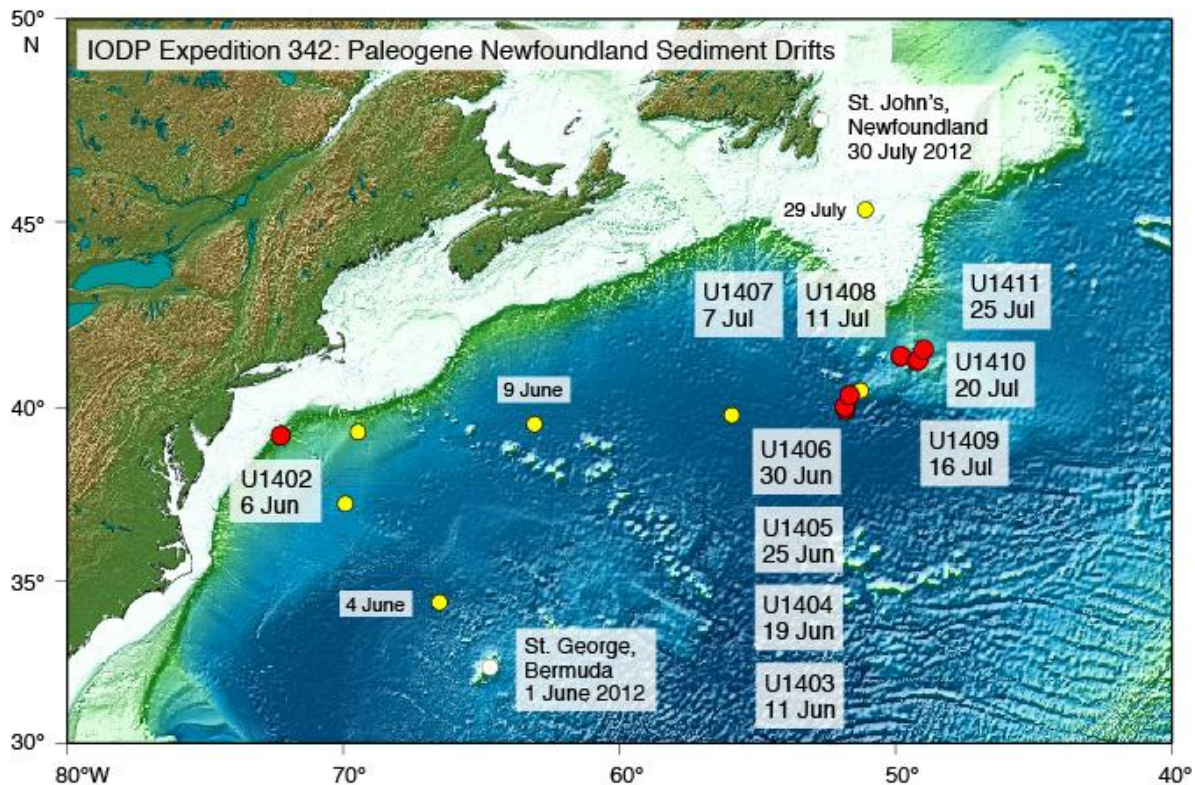 50°
N
IODP Expedition 342: Paleogene Newfoundland Sediment Drifts
St. John's,
Newfoundland
30 July 2012
29 July
45°
U1407
7 Jul
U1408
11 Jul
U1411
25 Jul
U1410
20 Jul
9 June
40°
U1409
16 Jul
U1406
30 Jun
U1402
6 Jun
U1405
25 Jun
35°
4 June
U1404
19 Jun
St. George,
Bermuda
1 June 2012
U1403
11 Jun
30°
80°W
70°
60°
50°
40°